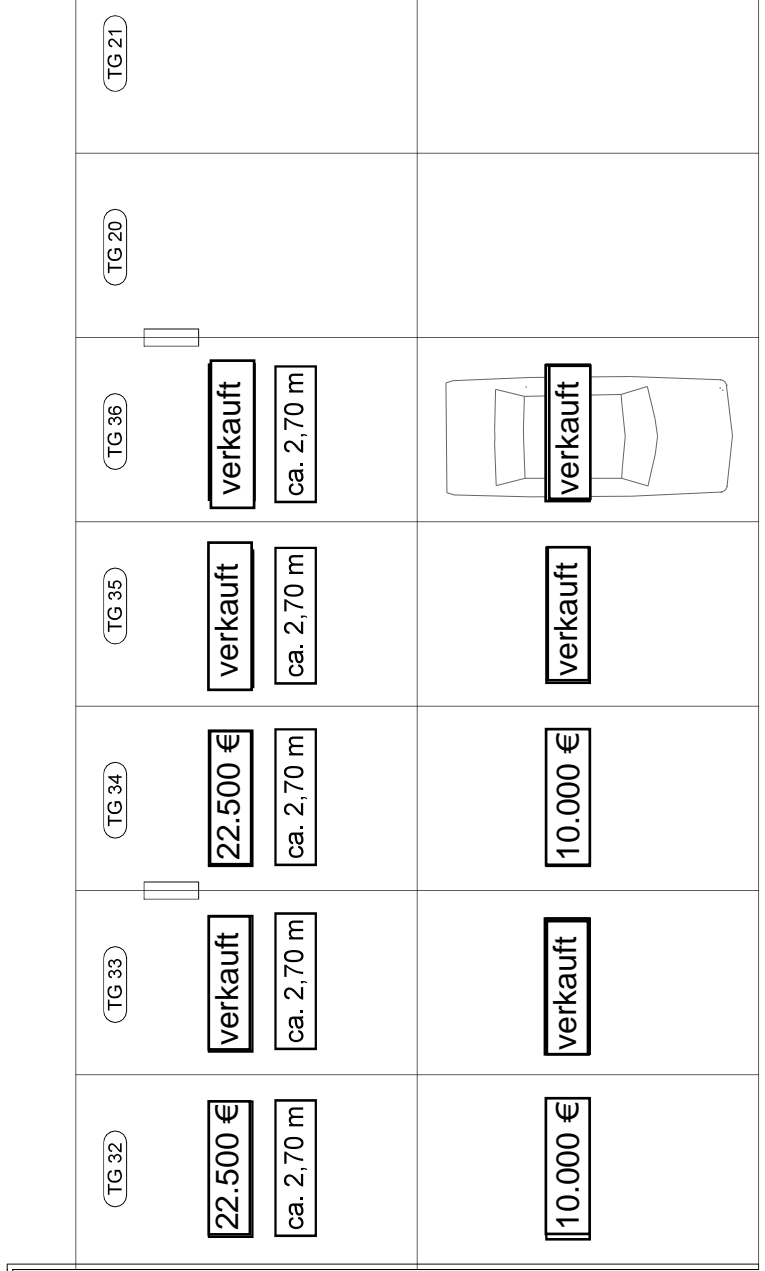 TG 21
TG 20
TG 36
verkauft
ca. 2,70 m
verkauft
TG 35
verkauft
ca. 2,70 m
verkauft
TG 34
22.500 €
ca. 2,70 m
10.000 €
TG 33
verkauft
ca. 2,70 m
verkauft
TG 32
22.500 €
ca. 2,70 m
10.000 €